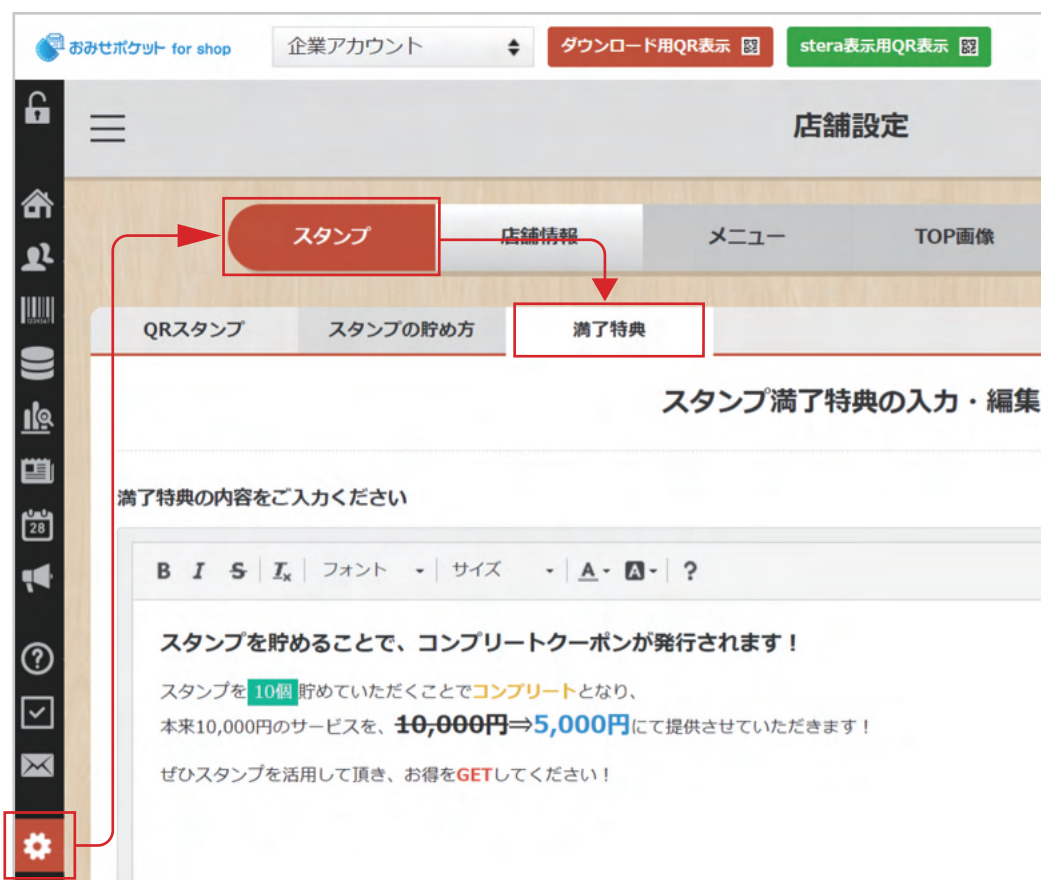 おみせポケット for shop
企業アカウント
ダウンロード用QR表示
stera表示用QR表示
店舗設定
スタンプ
店舗情報
メニュー
TOP画像
QRスタンプ
スタンプの貯め方
満了特典
スタンプ満了特典の入力・編集
満了特典の内容をご入力ください
B I S Ix フォント サイズ A A ?
スタンプを貯めることで、コンプリートクーポンが発行されます！
スタンプを 10個 貯めていただくことでコンプリートとなり、
本来10,000円のサービスを、10,000円⇒5,000円にて提供させていただきます！
ぜひスタンプを活用して頂き、お得をGETしてください！
28